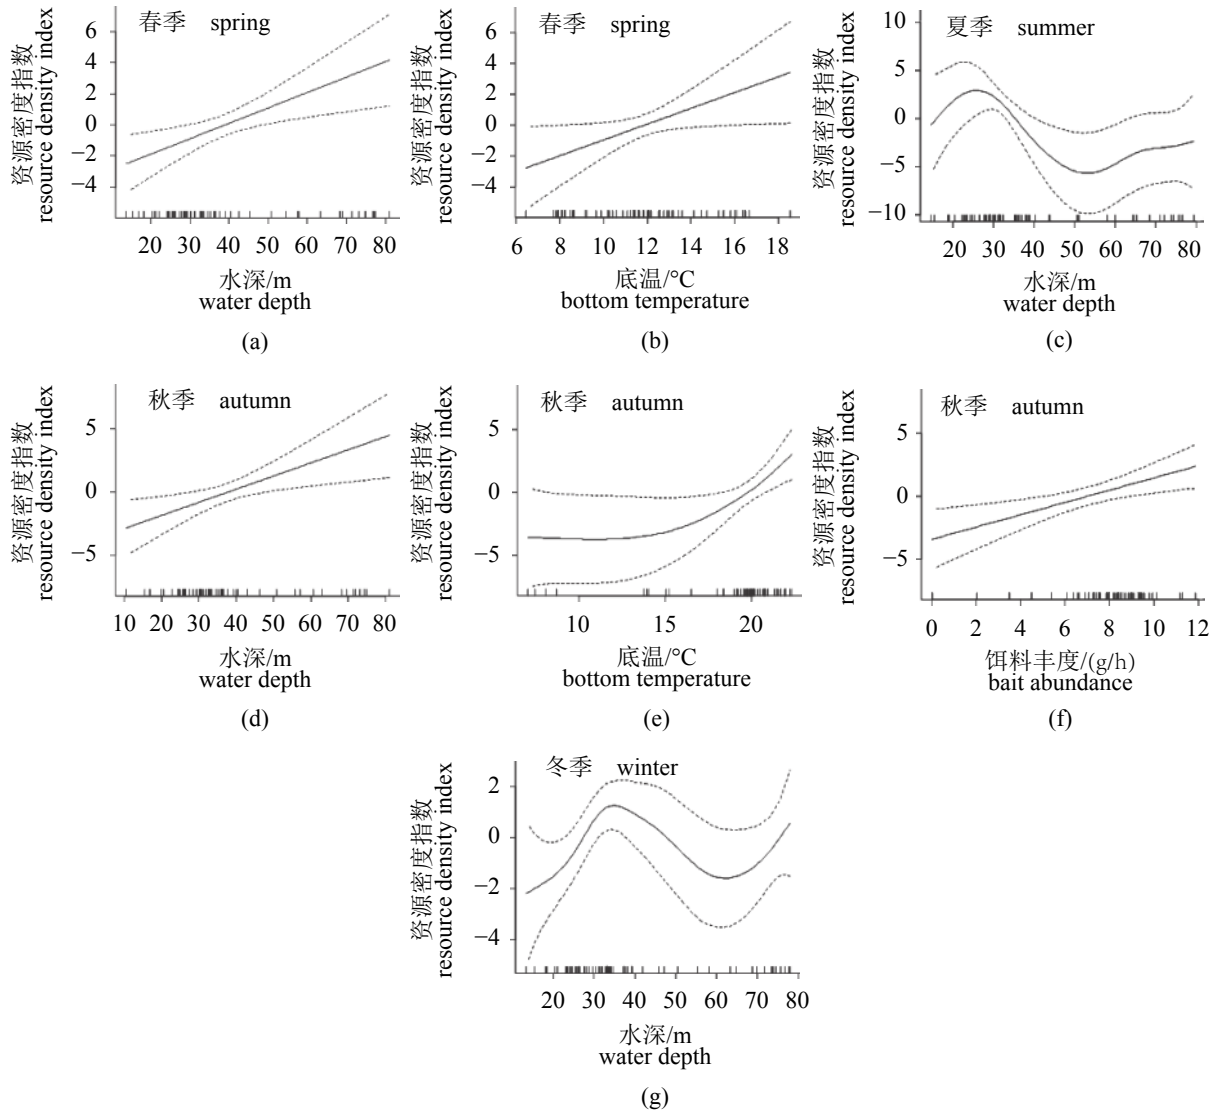 春季 spring
资源密度指数
resource density index
6
4
2
0
−2
−4
20 30 40 50 60 70 80
水深/m
water depth
(a)
春季 spring
资源密度指数
resource density index
6
4
2
0
−2
−4
6 8 10 12 14 16 18
底温/°C
bottom temperature
(b)
夏季 summer
资源密度指数
resource density index
10
5
0
−5
−10
20 30 40 50 60 70 80
水深/m
water depth
(c)
秋季 autumn
资源密度指数
resource density index
5
0
−5
10 20 30 40 50 60 70 80
水深/m
water depth
(d)
秋季 autumn
资源密度指数
resource density index
5
0
−5
10 15 20
底温/°C
bottom temperature
(e)
秋季 autumn
资源密度指数
resource density index
5
0
−5
0 2 4 6 8 10 12
饵料丰度/(g/h)
bait abundance
(f)
冬季 winter
资源密度指数
resource density index
2
0
−2
−4
20 30 40 50 60 70 80
水深/m
water depth
(g)